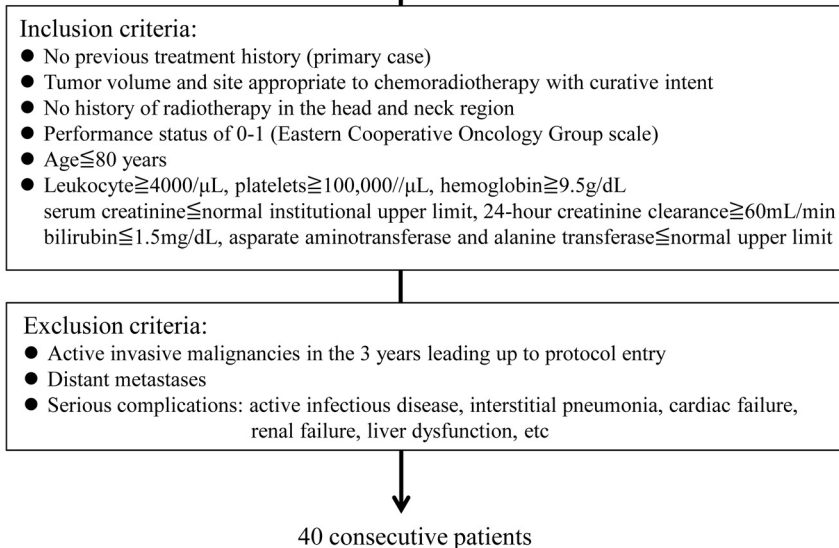 Inclusion criteria:
● No previous treatment history (primary case)
● Tumor volume and site appropriate to chemoradiotherapy with curative intent
● No history of radiotherapy in the head and neck region
● Performance status of 0-1 (Eastern Cooperative Oncology Group scale)
● Age≦80 years
● Leukocyte≧4000/μL, platelets≧100,000//μL, hemoglobin≧9.5g/dL
serum creatinine≦normal institutional upper limit, 24-hour creatinine clearance≧60mL/min
bilirubin≦1.5mg/dL, asparate aminotransferase and alanine transferase≦normal upper limit
Exclusion criteria:
● Active invasive malignancies in the 3 years leading up to protocol entry
● Distant metastases
● Serious complications: active infectious disease, interstitial pneumonia, cardiac failure,
renal failure, liver dysfunction, etc
40 consecutive patients